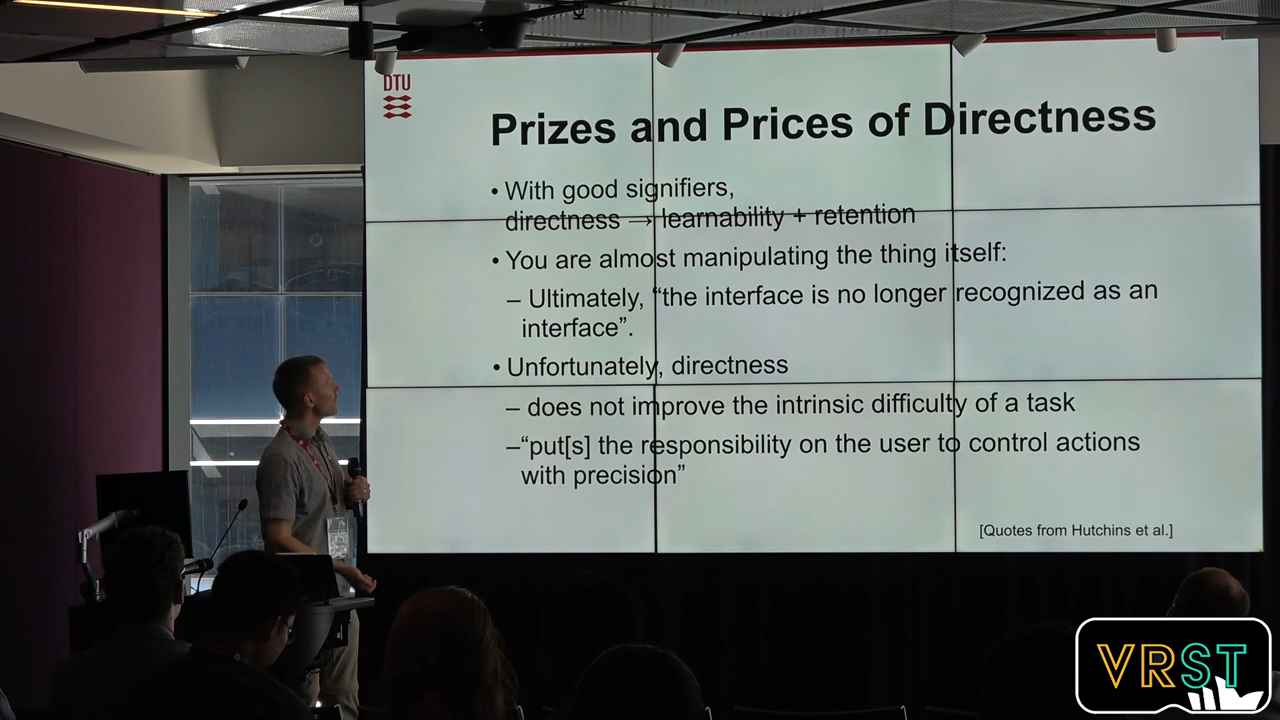 DTU
Prizes and Prices of Directness
• With good signifiers,
directness → learnability + retention
• You are almost manipulating the thing itself:
– Ultimately, “the interface is no longer recognized as an
interface”.
• Unfortunately, directness
– does not improve the intrinsic difficulty of a task
–“put[s] the responsibility on the user to control actions
with precision”
[Quotes from Hutchins et al.]
VRST